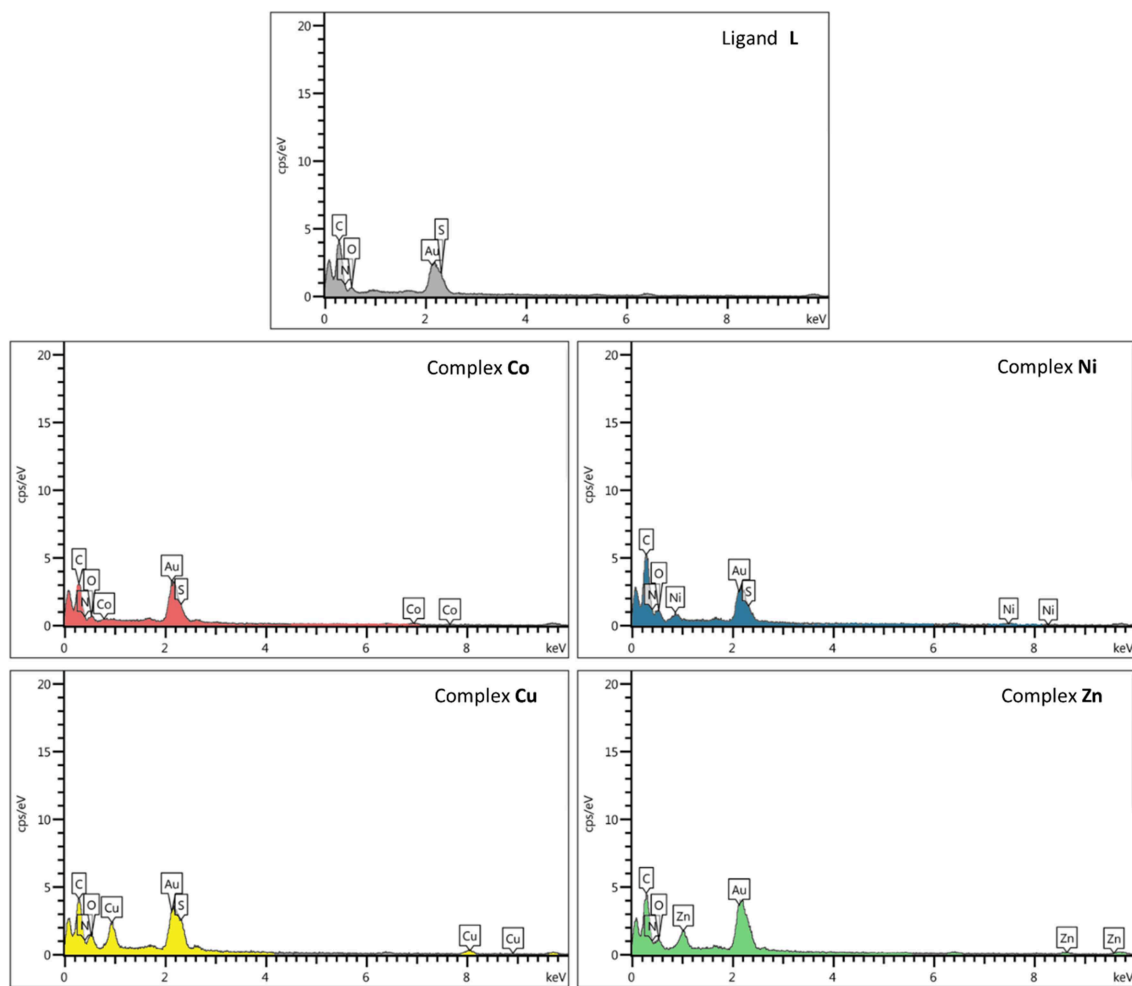 Ligand L
20
15
cps/eV
10
5
C
O
N
Au
S
0
0 2 4 6 8 keV
Complex Co
20
15
cps/eV
10
5
C
O
N
Co
Au
S
Co
Co
0
0 2 4 6 8 keV
Complex Ni
20
15
cps/eV
10
5
C
O
N
Ni
Au
S
Ni
Ni
0
0 2 4 6 8 keV
Complex Cu
20
15
cps/eV
10
5
C
O
N
Cu
Au
S
Cu
Cu
0
0 2 4 6 8 keV
Complex Zn
20
15
cps/eV
10
5
C
O
N
Zn
Au
Zn
Zn
0
0 2 4 6 8 keV